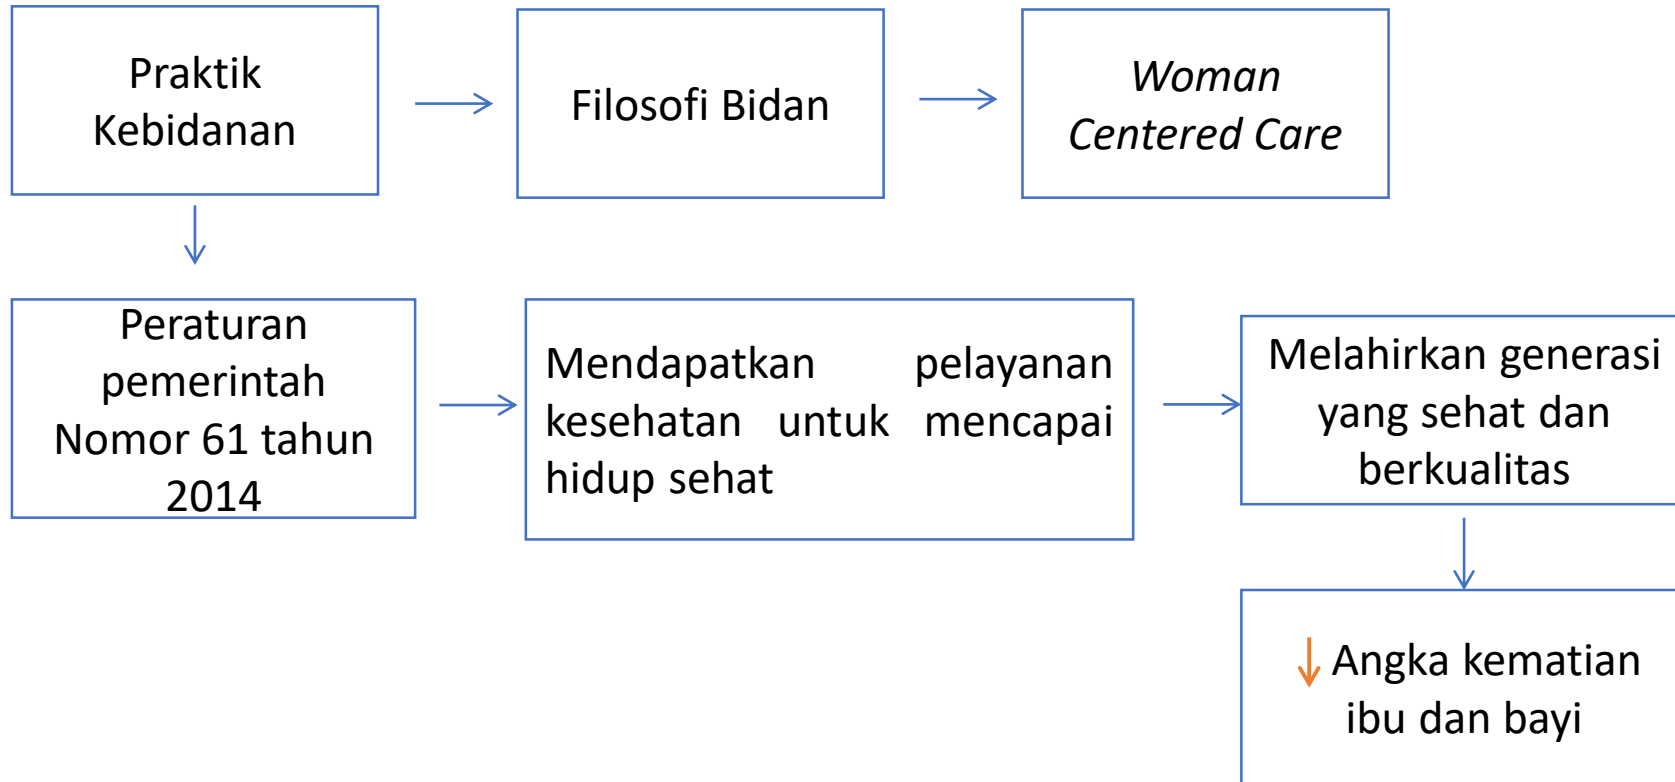 Praktik
Kebidanan
Filosofi Bidan
Woman
Centered Care
Peraturan
pemerintah
Nomor 61 tahun
2014
Mendapatkan pelayanan
kesehatan untuk mencapai
hidup sehat
Melahirkan generasi
yang sehat dan
berkualitas
Angka kematian
ibu dan bayi